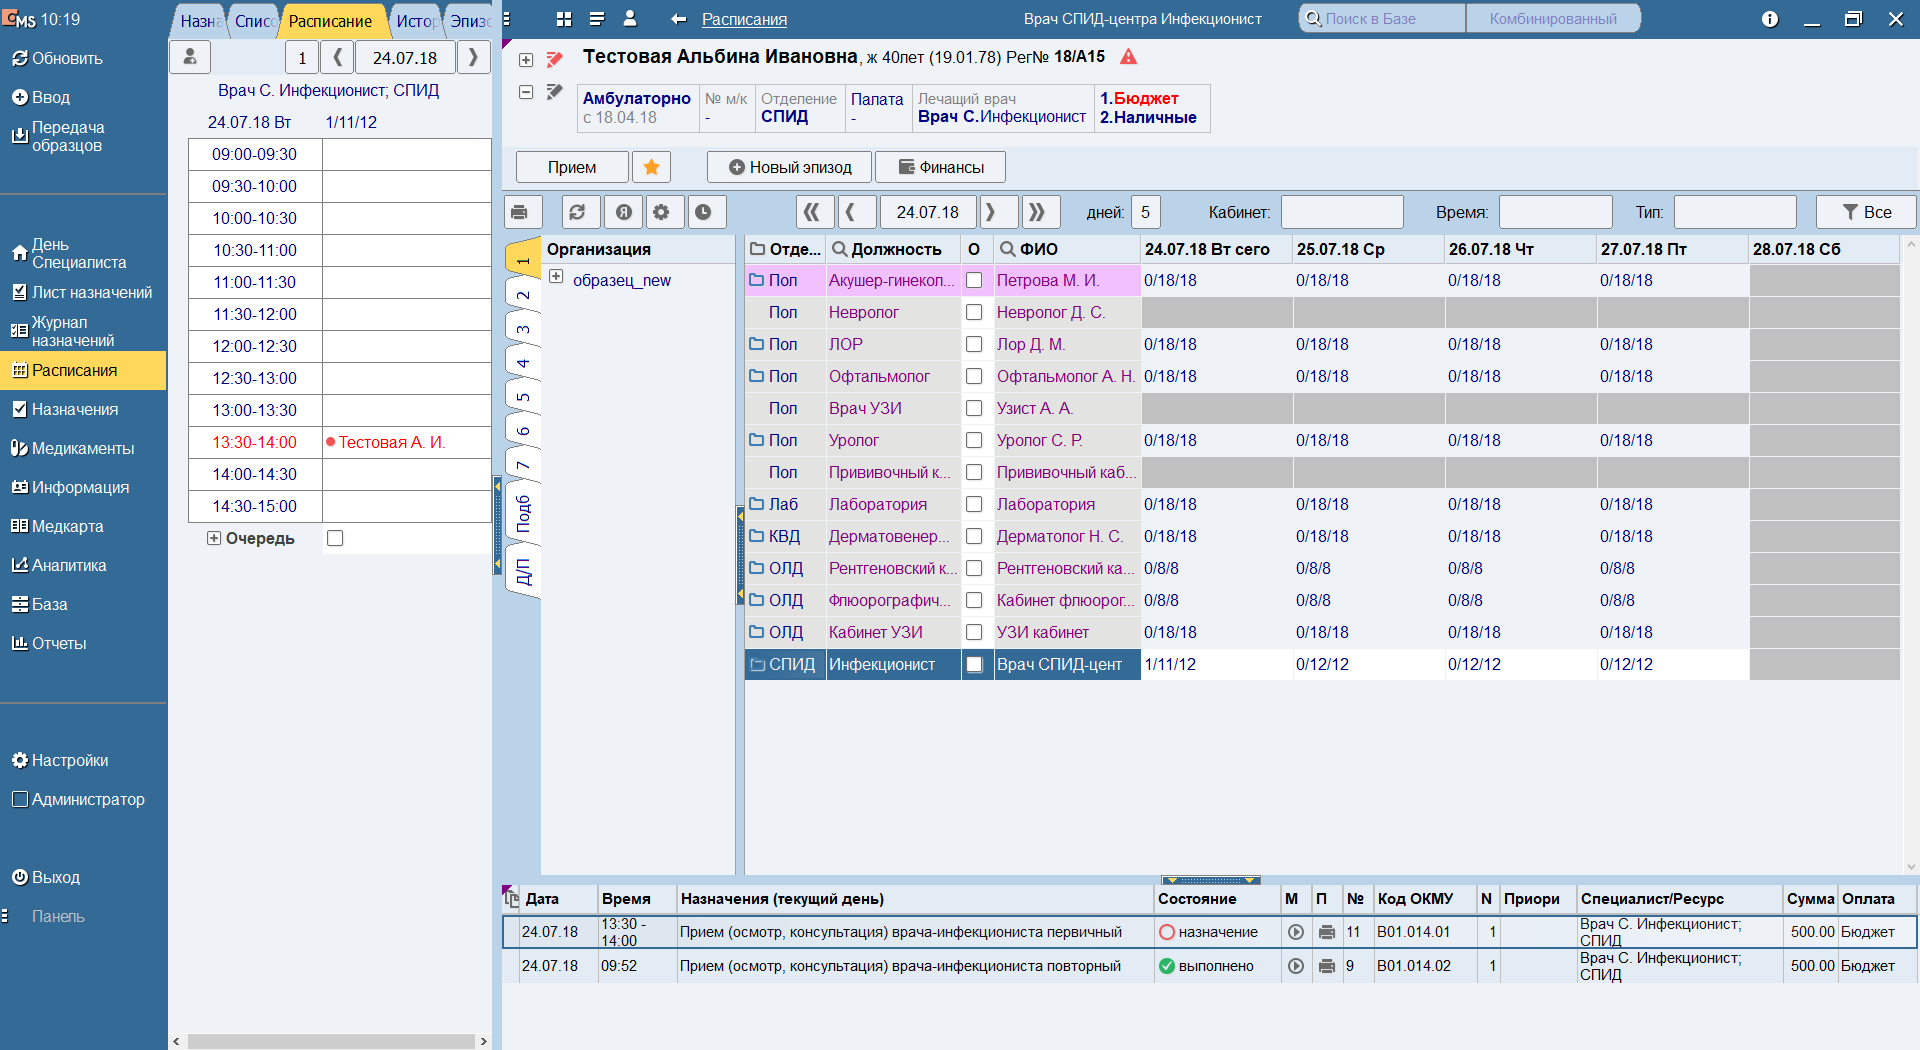 CMS 10:19
Обновить
Ввод
Передача
образцов
День
Специалиста
Лист назначений
Журнал
назначений
Расписания
Назначения
Медикаменты
Информация
Медкарта
Аналитика
База
Отчеты
Настройки
Администратор
Выход
Панель
Назна Списо Расписание Истор Эпизо
1 24.07.18
Врач С. Инфекционист; СПИД
24.07.18 Вт 1/11/12
09:00-09:30
09:30-10:00
10:00-10:30
10:30-11:00
11:00-11:30
11:30-12:00
12:00-12:30
12:30-13:00
13:00-13:30
13:30-14:00 Тестовая А. И.
14:00-14:30
14:30-15:00
Очередь
Расписания Врач СПИД-центра Инфекционист Поиск в Базе Комбинированный
Тестовая Альбина Ивановна, ж 40лет (19.01.78) Рег№ 18/A15
Амбулаторно № м/к Отделение Палата Лечащий врач 1.Бюджет
с 18.04.18 - СПИД - Врач С.Инфекционист 2.Наличные
Прием Новый эпизод Финансы
Я 24.07.18 дней: 5 Кабинет: Время: Тип: Все
1
2
3
4
5
6
7
Подб
Д/П
Организация
образец_new
Отде... Должность О ФИО 24.07.18 Вт сего 25.07.18 Ср 26.07.18 Чт 27.07.18 Пт 28.07.18 Сб
Пол Акушер-гинекол... Петрова М. И. 0/18/18 0/18/18 0/18/18 0/18/18
Пол Невролог Невролог Д. С.
Пол ЛОР Лор Д. М. 0/18/18 0/18/18 0/18/18 0/18/18
Пол Офтальмолог Офтальмолог А. Н. 0/18/18 0/18/18 0/18/18 0/18/18
Пол Врач УЗИ Узист А. А.
Пол Уролог Уролог С. Р. 0/18/18 0/18/18 0/18/18 0/18/18
Пол Прививочный к... Прививочный каб...
Лаб Лаборатория Лаборатория 0/18/18 0/18/18 0/18/18 0/18/18
КВД Дерматовенер... Дерматолог Н. С. 0/18/18 0/18/18 0/18/18 0/18/18
ОЛД Рентгеновский к... Рентгеновский ка... 0/8/8 0/8/8 0/8/8 0/8/8
ОЛД Флюорографич... Кабинет флюорог... 0/8/8 0/8/8 0/8/8 0/8/8
ОЛД Кабинет УЗИ УЗИ кабинет 0/18/18 0/18/18 0/18/18 0/18/18
СПИД Инфекционист Врач СПИД-цент 1/11/12 0/12/12 0/12/12 0/12/12
Дата Время Назначения (текущий день) Состояние М П № Код ОКМУ N Приори Специалист/Ресурс Сумма Оплата
24.07.18 13:30 - 14:00 Прием (осмотр, консультация) врача-инфекциониста первичный назначение 11 B01.014.01 1 Врач С. Инфекционист; СПИД 500.00 Бюджет
24.07.18 09:52 Прием (осмотр, консультация) врача-инфекциониста повторный выполнено 9 B01.014.02 1 Врач С. Инфекционист; СПИД 500.00 Бюджет